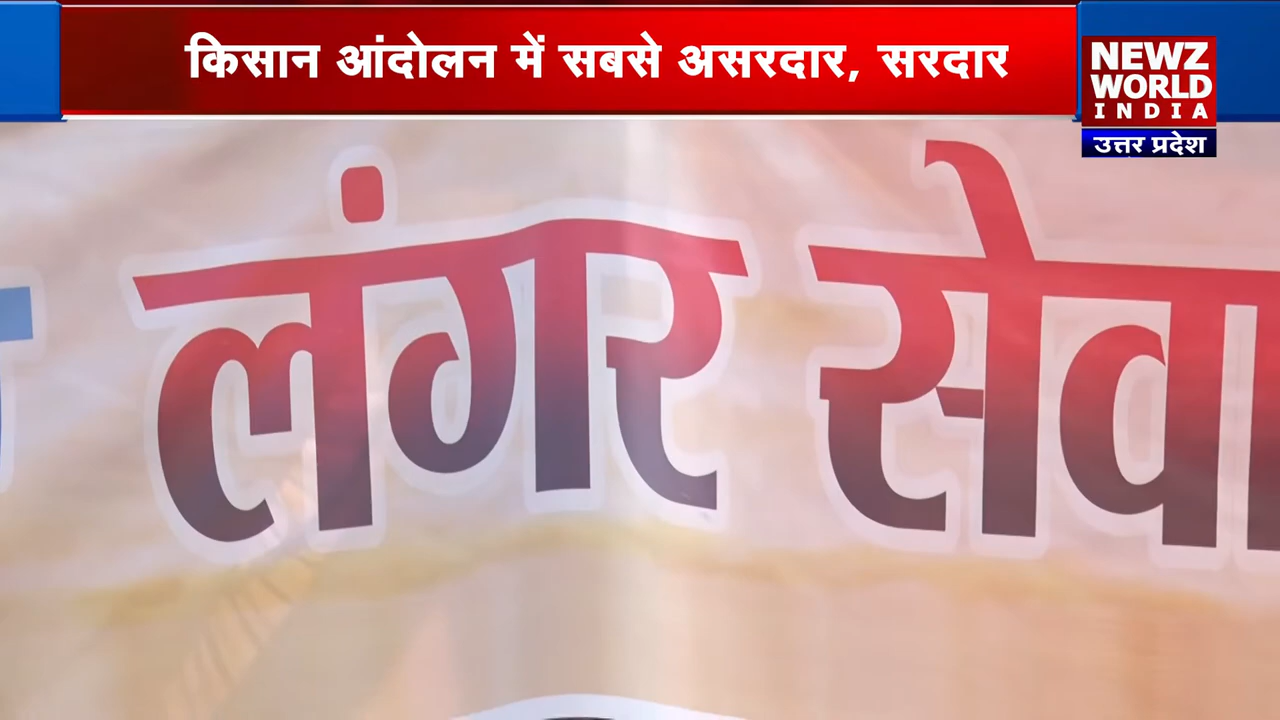 किसान आंदोलन में सबसे असरदार, सरदार
NEWZ
WORLD
INDIA
उत्तर प्रदेश
लंगर सेवा